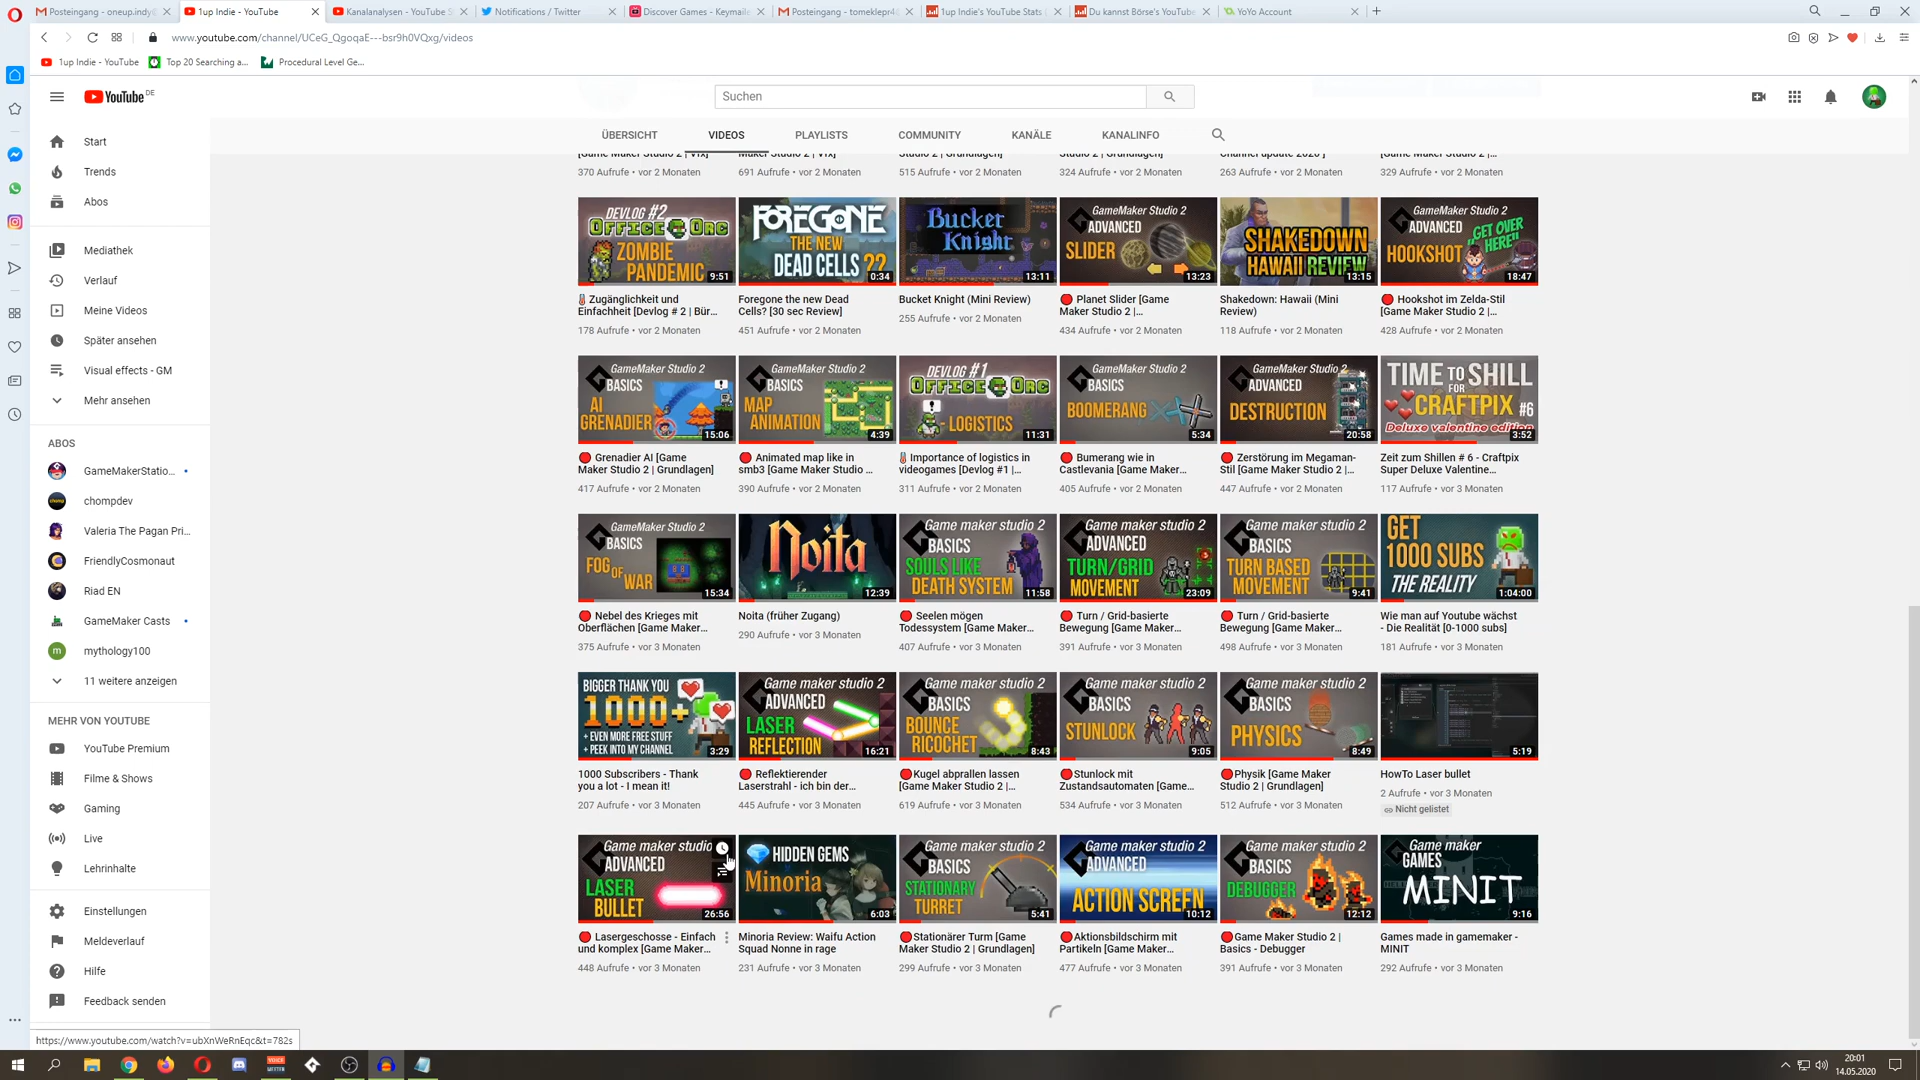 Posteingang - oneup.indy@
1up Indie - YouTube
Kanalanalysen - YouTube S
Notifications / Twitter
Discover Games - Keymaile
Posteingang - tomeklepr4
1up Indie's YouTube Stats
Du kannst Börse's YouTube
YoYo Account
www.youtube.com/channel/UCeG_QgoqaE---bsr9h0VQxg/videos
1up Indie - YouTube
Top 20 Searching a...
Procedural Level Ge...
YouTube DE
Suchen
ÜBERSICHT VIDEOS PLAYLISTS COMMUNITY KANÄLE KANALINFO
Start
Trends
Abos
Mediathek
Verlauf
Meine Videos
Später ansehen
Visual effects - GM
Mehr ansehen
ABOS
GameMakerStatio...
chompdev
Valeria The Pagan Pri...
FriendlyCosmonaut
Riad EN
GameMaker Casts
mythology100
11 weitere anzeigen
MEHR VON YOUTUBE
YouTube Premium
Filme & Shows
Gaming
Live
Lehrinhalte
Einstellungen
Meldeverlauf
Hilfe
Feedback senden
[Game Maker Studio 2 | Vfx]
370 Aufrufe • vor 2 Monaten
Maker Studio 2 | Vfx]
691 Aufrufe • vor 2 Monaten
Studio 2 | Grundlagen]
515 Aufrufe • vor 2 Monaten
Studio 2 | Grundlagen]
324 Aufrufe • vor 2 Monaten
Channel update 2020 ]
263 Aufrufe • vor 2 Monaten
[Game Maker Studio 2 |...
329 Aufrufe • vor 2 Monaten
DEVLOG #2
OFFICE ORC
ZOMBIE
PANDEMIC
9:51
Zugänglichkeit und
Einfachheit [Devlog # 2 | Bür...
178 Aufrufe • vor 2 Monaten
FOREGONE
THE NEW
DEAD CELLS ??
0:34
Foregone the new Dead
Cells? [30 sec Review]
451 Aufrufe • vor 2 Monaten
Bucket
Knight
13:11
Bucket Knight (Mini Review)
255 Aufrufe • vor 2 Monaten
GameMaker Studio 2
ADVANCED
SLIDER
13:23
Planet Slider [Game
Maker Studio 2 |...
434 Aufrufe • vor 2 Monaten
SHAKEDOWN
HAWAII REVIEW
13:15
Shakedown: Hawaii (Mini
Review)
118 Aufrufe • vor 2 Monaten
GameMaker Studio 2
ADVANCED
HOOKSHOT
GET OVER
HERE!!
18:47
Hookshot im Zelda-Stil
[Game Maker Studio 2 |...
428 Aufrufe • vor 2 Monaten
GameMaker Studio 2
BASICS
AI
GRENADIER
15:06
Grenadier AI [Game
Maker Studio 2 | Grundlagen]
417 Aufrufe • vor 2 Monaten
GameMaker Studio 2
BASICS
MAP
ANIMATION
4:39
Animated map like in
smb3 [Game Maker Studio ...
390 Aufrufe • vor 2 Monaten
DEVLOG #1
OFFICE ORC
LOGISTICS
11:31
Importance of logistics in
videogames [Devlog #1 |...
311 Aufrufe • vor 2 Monaten
GameMaker Studio 2
BASICS
BOOMERANG
5:34
Bumerang wie in
Castlevania [Game Maker...
405 Aufrufe • vor 2 Monaten
GameMaker Studio 2
ADVANCED
DESTRUCTION
20:58
Zerstörung im Megaman-
Stil [Game Maker Studio 2 |...
447 Aufrufe • vor 2 Monaten
TIME TO SHILL
FOR
CRAFTPIX #6
Deluxe valentine edition
3:52
Zeit zum Shillen # 6 - Craftpix
Super Deluxe Valentine...
117 Aufrufe • vor 3 Monaten
GameMaker Studio 2
BASICS
FOG OF WAR
15:34
Nebel des Krieges mit
Oberflächen [Game Maker...
375 Aufrufe • vor 3 Monaten
Noita
12:39
Noita (früher Zugang)
290 Aufrufe • vor 3 Monaten
Game maker studio 2
BASICS
SOULS LIKE
DEATH SYSTEM
11:58
Seelen mögen
Todessystem [Game Maker...
407 Aufrufe • vor 3 Monaten
Game maker studio 2
ADVANCED
TURN/GRID
MOVEMENT
23:09
Turn / Grid-basierte
Bewegung [Game Maker...
391 Aufrufe • vor 3 Monaten
Game maker studio 2
BASICS
TURN BASED
MOVEMENT
9:41
Turn / Grid-basierte
Bewegung [Game Maker...
498 Aufrufe • vor 3 Monaten
GET
1000 SUBS
THE REALITY
1:04:00
Wie man auf Youtube wächst
- Die Realität [0-1000 subs]
181 Aufrufe • vor 3 Monaten
BIGGER THANK YOU
1000+
+ EVEN MORE FREE STUFF
+ PEEK INTO MY CHANNEL
3:29
1000 Subscribers - Thank
you a lot - I mean it!
207 Aufrufe • vor 3 Monaten
Game maker studio 2
ADVANCED
LASER
REFLECTION
16:21
Reflektierender
Laserstrahl - ich bin der...
445 Aufrufe • vor 3 Monaten
Game maker studio 2
BASICS
BOUNCE
RICOCHET
8:43
Kugel abprallen lassen
[Game Maker Studio 2 |...
619 Aufrufe • vor 3 Monaten
Game maker studio 2
BASICS
STUNLOCK
9:05
Stunlock mit
Zustandsautomaten [Game...
534 Aufrufe • vor 3 Monaten
Game maker studio 2
BASICS
PHYSICS
8:49
Physik [Game Maker
Studio 2 | Grundlagen]
512 Aufrufe • vor 3 Monaten
5:19
HowTo Laser bullet
2 Aufrufe • vor 3 Monaten
Nicht gelistet
Game maker studio
ADVANCED
LASER
BULLET
26:56
Lasergeschosse - Einfach
und komplex [Game Maker...
448 Aufrufe • vor 3 Monaten
HIDDEN GEMS
Minoria
6:03
Minoria Review: Waifu Action
Squad Nonne in rage
231 Aufrufe • vor 3 Monaten
Game maker studio 2
BASICS
STATIONARY
TURRET
5:41
Stationärer Turm [Game
Maker Studio 2 | Grundlagen]
299 Aufrufe • vor 3 Monaten
Game maker studio 2
ADVANCED
ACTION SCREEN
10:12
Aktionsbildschirm mit
Partikeln [Game Maker...
477 Aufrufe • vor 3 Monaten
Game maker studio 2
BASICS
DEBUGGER
12:12
Game Maker Studio 2 |
Basics - Debugger
391 Aufrufe • vor 3 Monaten
Game maker
GAMES
MINIT
9:16
Games made in gamemaker -
MINIT
292 Aufrufe • vor 3 Monaten
https://www.youtube.com/watch?v=ubXnWeRnEqc&t=782s
20:01
14.05.2020